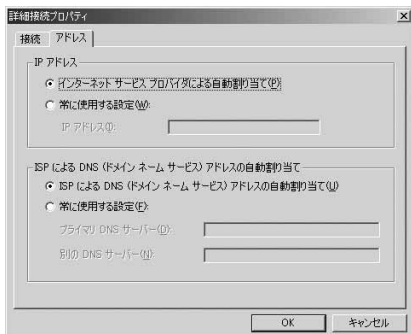 詳細接続プロパティ
接続 アドレス
IP アドレス
インターネット サービス プロバイダによる自動割り当て(P)
常に使用する設定(W):
IP アドレス(I):
ISP による DNS (ドメイン ネーム サービス) アドレスの自動割り当て
ISP による DNS (ドメイン ネーム サービス) アドレスの自動割り当て(U)
常に使用する設定(F):
プライマリ DNS サーバー(D):
別の DNS サーバー(N):
OK キャンセル